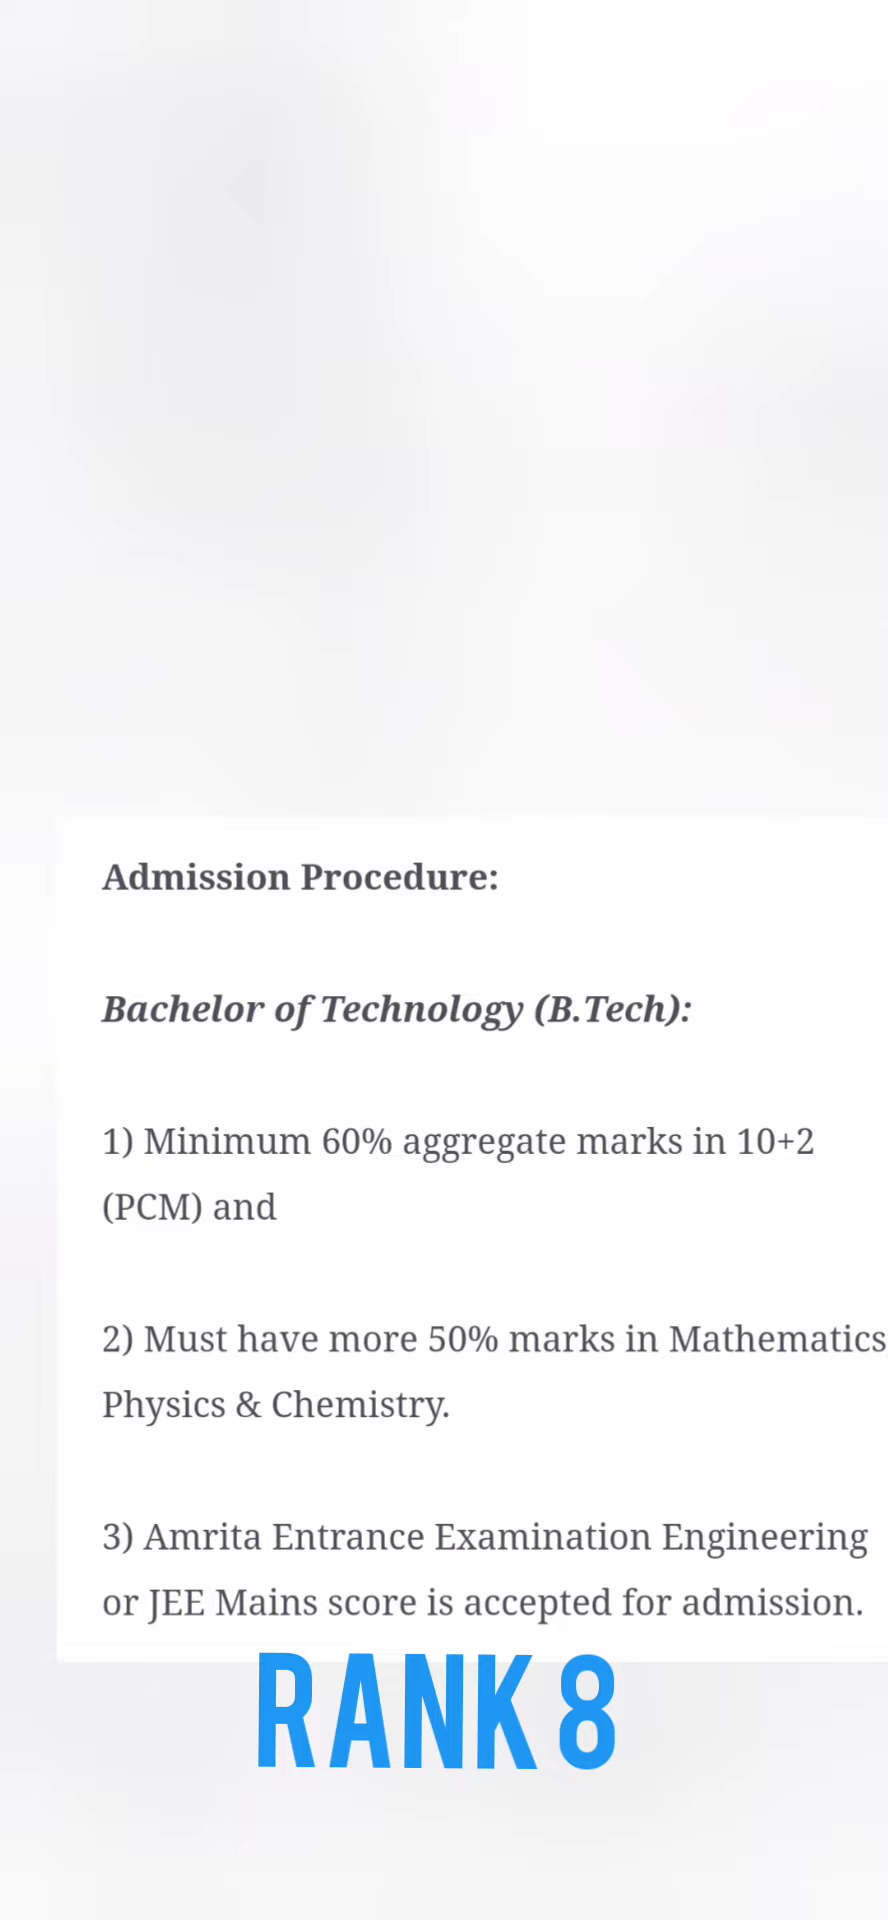 Admission Procedure:
Bachelor of Technology (B.Tech):
1) Minimum 60% aggregate marks in 10+2
(PCM) and
2) Must have more 50% marks in Mathematics
Physics & Chemistry.
3) Amrita Entrance Examination Engineering
or JEE Mains score is accepted for admission.
RANK 8